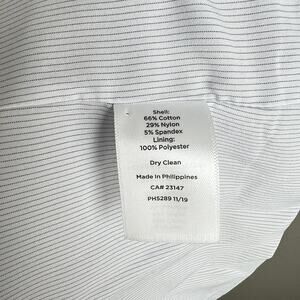 Shell:
66% Cotton
29% Nylon
5% Spandex
Lining:
100% Polyester
Dry Clean
Made In Philippines
CA# 23147
PH5289 11/19